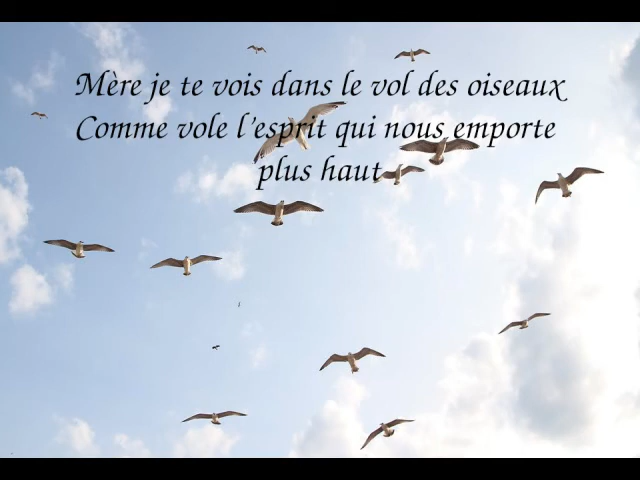 Mère je te vois dans le vol des oiseaux
Comme vole l'esprit qui nous emporte
plus haut